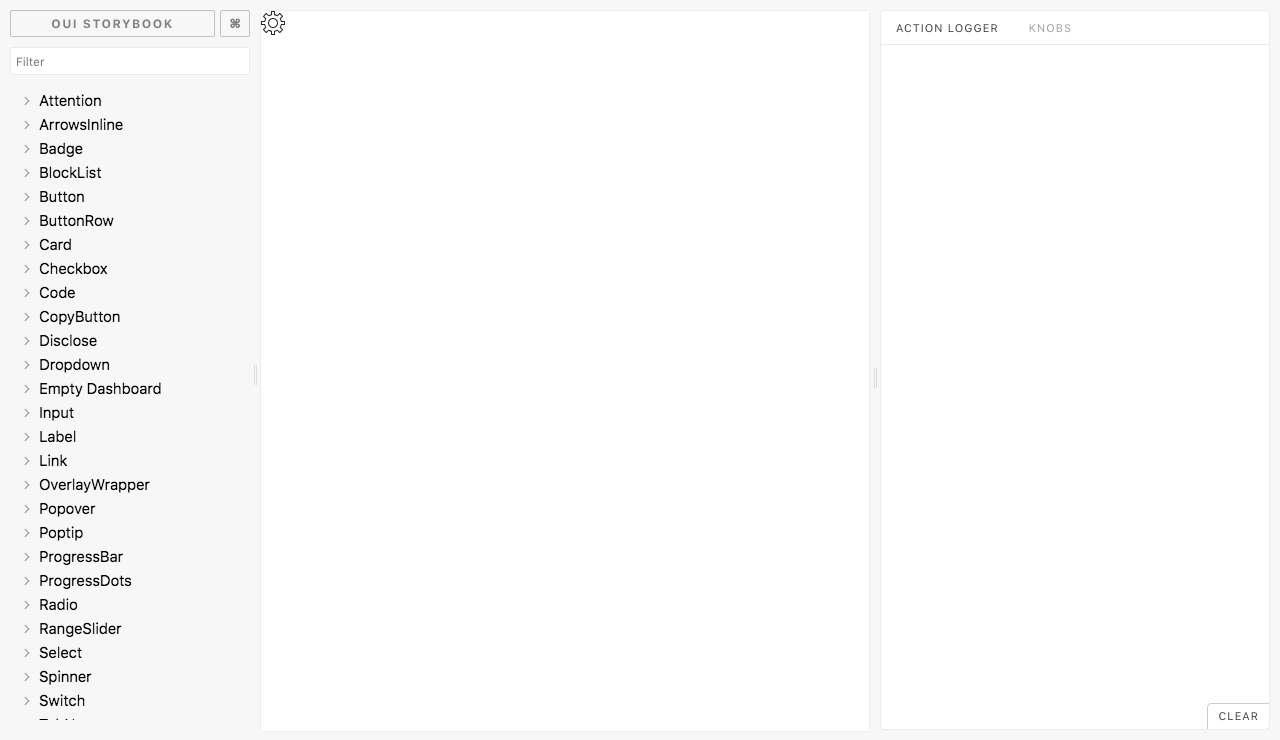 OUI STORYBOOK
⌘
Filter
Attention
ArrowsInline
Badge
BlockList
Button
ButtonRow
Card
Checkbox
Code
CopyButton
Disclose
Dropdown
Empty Dashboard
Input
Label
Link
OverlayWrapper
Popover
Poptip
ProgressBar
ProgressDots
Radio
RangeSlider
Select
Spinner
Switch
ACTION LOGGER
KNOBS
CLEAR